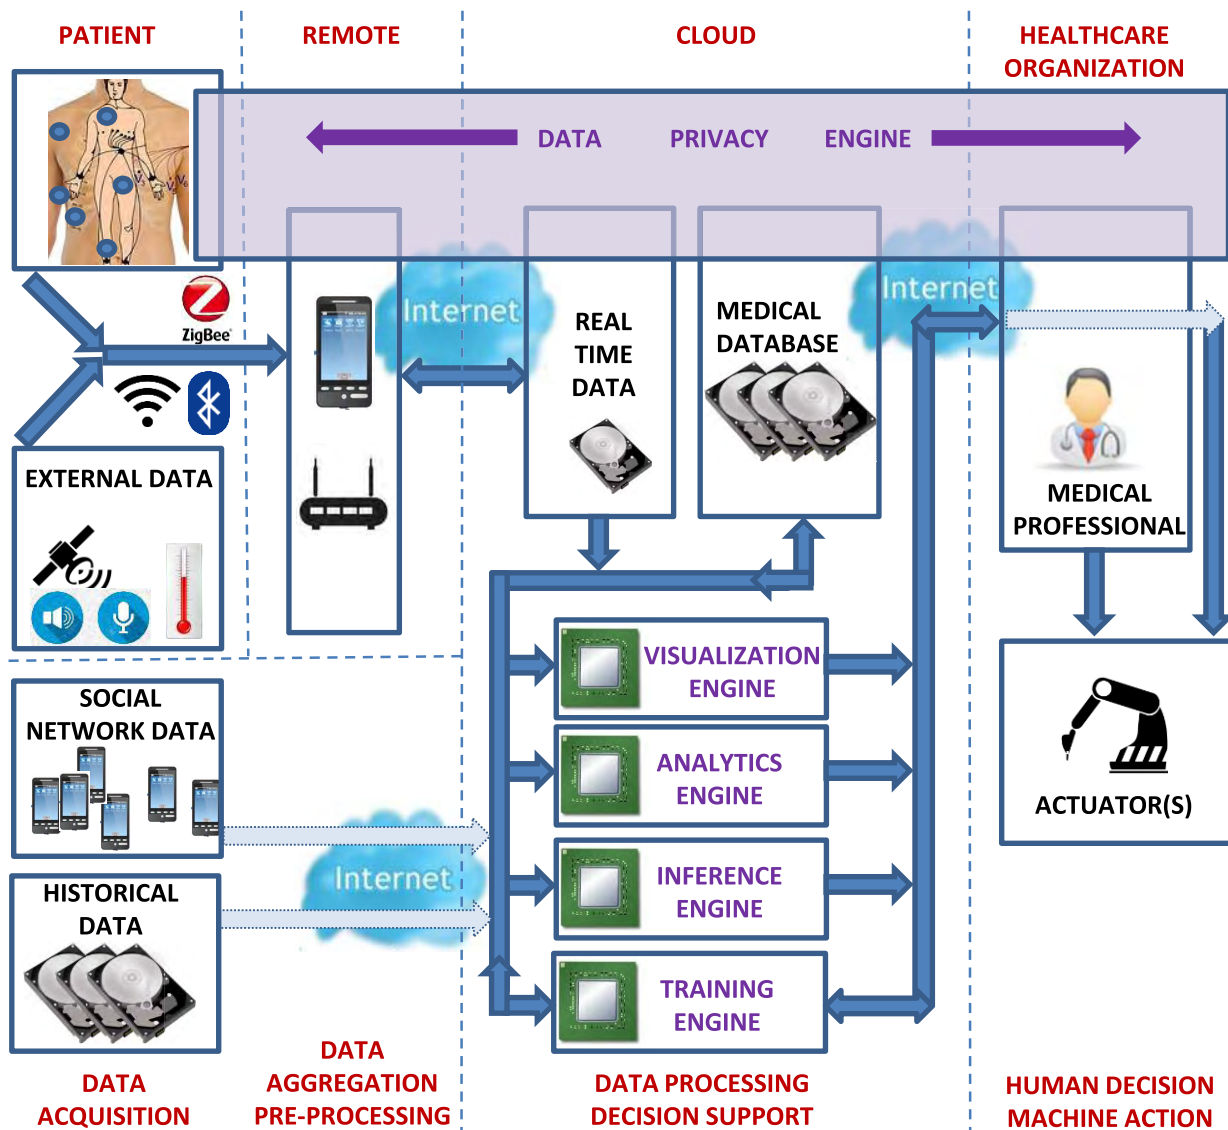 PATIENT
REMOTE
CLOUD
HEALTHCARE
ORGANIZATION
DATA PRIVACY ENGINE
V3
V6
ZigBee
Internet
Internet
REAL
TIME
DATA
MEDICAL
DATABASE
MEDICAL
PROFESSIONAL
EXTERNAL DATA
VISUALIZATION
ENGINE
ANALYTICS
ENGINE
INFERENCE
ENGINE
TRAINING
ENGINE
SOCIAL
NETWORK DATA
Internet
HISTORICAL
DATA
ACTUATOR(S)
DATA
ACQUISITION
DATA
AGGREGATION
PRE-PROCESSING
DATA PROCESSING
DECISION SUPPORT
HUMAN DECISION
MACHINE ACTION